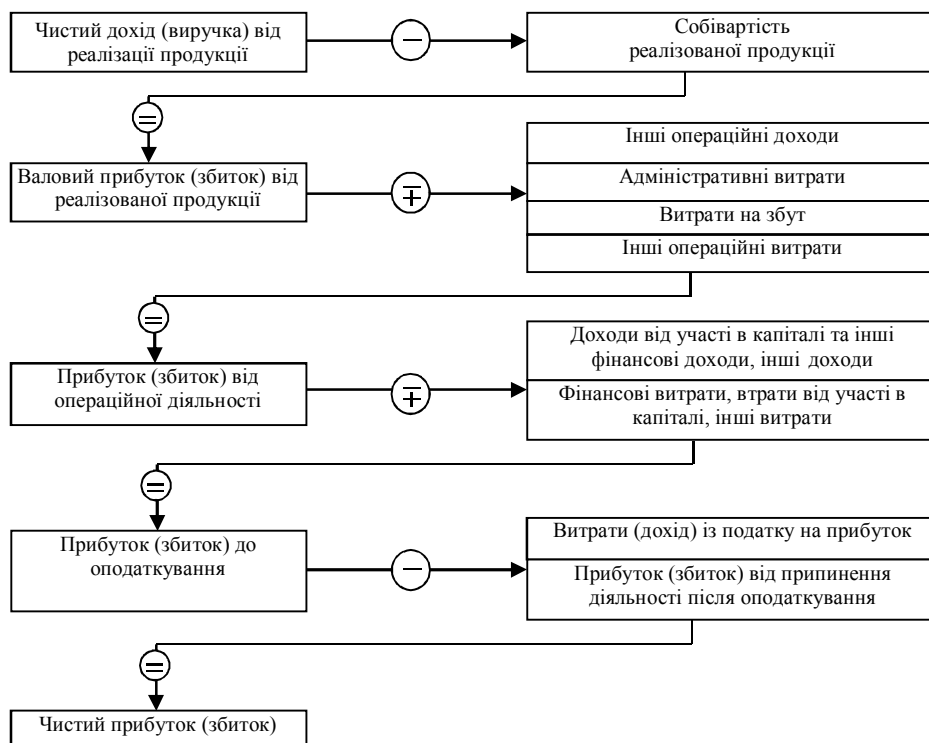 Чистий дохід (виручка) від
реалізації продукції
−
Собівартість
реалізованої продукції
=
Валовий прибуток (збиток) від
реалізованої продукції
∓
Інші операційні доходи
Адміністративні витрати
Витрати на збут
Інші операційні витрати
=
Прибуток (збиток) від
операційної діяльності
∓
Доходи від участі в капіталі та інші
фінансові доходи, інші доходи
Фінансові витрати, втрати від участі в
капіталі, інші витрати
=
Прибуток (збиток) до
оподаткування
−
Витрати (дохід) із податку на прибуток
Прибуток (збиток) від припинення
діяльності після оподаткування
=
Чистий прибуток (збиток)